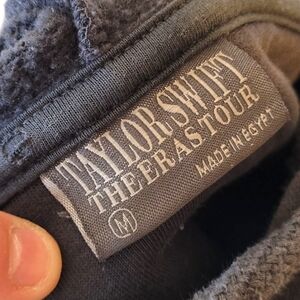 TAYLOR SWIFT
THE ERAS TOUR
MADE IN EGYPT
M